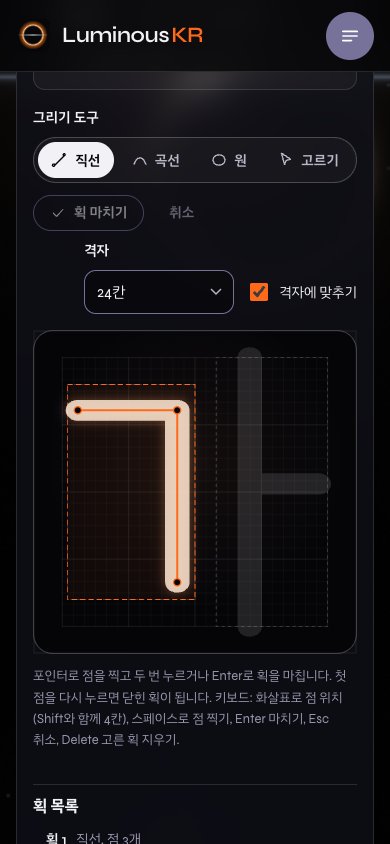 LuminousKR
그리기 도구
직선 곡선 원 고르기
획 마치기 취소
격자
24칸 격자에 맞추기
포인터로 점을 찍고 두 번 누르거나 Enter로 획을 마칩니다. 첫
점을 다시 누르면 닫힌 획이 됩니다. 키보드: 화살표로 점 위치
(Shift와 함께 4칸), 스페이스로 점 찍기, Enter 마치기, Esc
취소, Delete 고른 획 지우기.
획 목록
획 1 직선, 점 3개